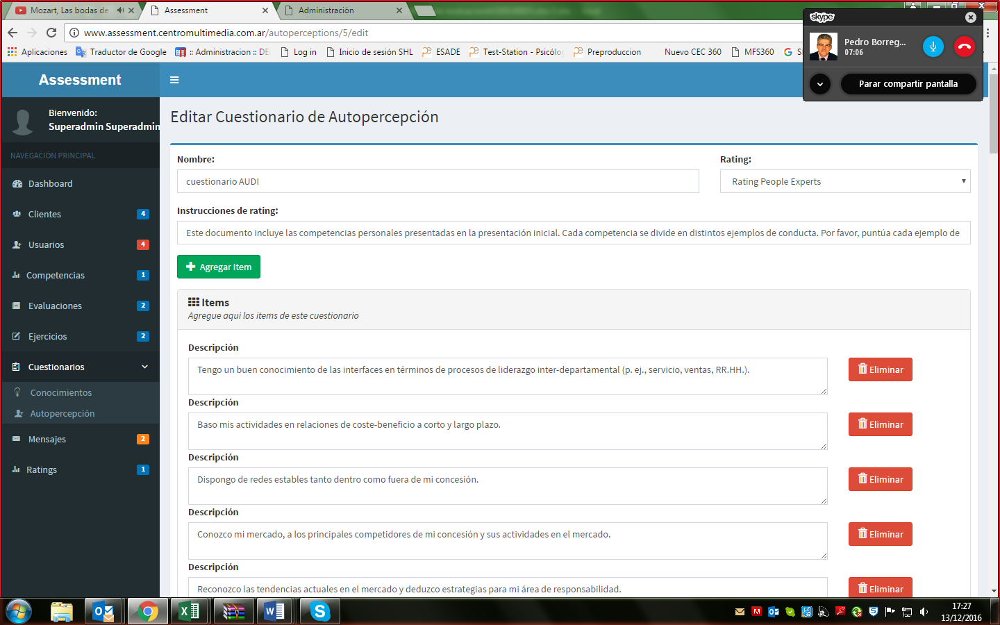 Mozart, Las bodas de
Assessment
Administración
www.assessment.centromultimedia.com.ar/autoperceptions/5/edit
Aplicaciones
Traductor de Google
:: Administracion :: DE
Log in
Inicio de sesión SHL
ESADE
Test-Station - Psicólo
Preproduccion
Nuevo CEC 360
MFS360
skype
Pedro Borreg...
07:06
Parar compartir pantalla
Assessment
Bienvenido:
Superadmin Superadmin
NAVEGACIÓN PRINCIPAL
Dashboard
Clientes 4
Usuarios 4
Competencias 1
Evaluaciones 2
Ejercicios 2
Cuestionarios
Conocimientos
Autopercepción
Mensajes 2
Ratings 1
Editar Cuestionario de Autopercepción
Nombre:
cuestionario AUDI
Rating:
Rating People Experts
Instrucciones de rating:
Este documento incluye las competencias personales presentadas en la presentación inicial. Cada competencia se divide en distintos ejemplos de conducta. Por favor, puntúa cada ejemplo de
Agregar Item
Items
Agregue aqui los items de este cuestionario
Descripción
Tengo un buen conocimiento de las interfaces en términos de procesos de liderazgo inter-departamental (p. ej., servicio, ventas, RR.HH.).
Eliminar
Descripción
Baso mis actividades en relaciones de coste-beneficio a corto y largo plazo.
Eliminar
Descripción
Dispongo de redes estables tanto dentro como fuera de mi concesión.
Eliminar
Descripción
Conozco mi mercado, a los principales competidores de mi concesión y sus actividades en el mercado.
Eliminar
Descripción
Reconozco las tendencias actuales en el mercado y deduzco estrategias para mi área de responsabilidad.
Eliminar
17:27
13/12/2016